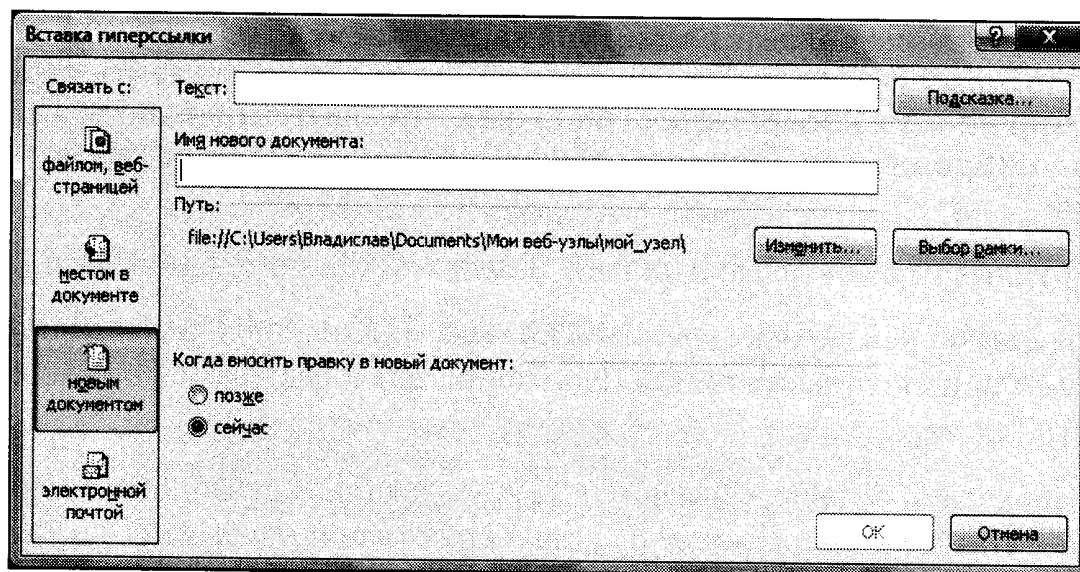 Вставка гиперссылки
Связать с:
Текст:
Подсказка...
файлом, веб-
страницей
Имя нового документа:
Путь:
file://C:\Users\Владислав\Documents\Мои веб-узлы\мой_узел\
Изменить...
Выбор рамки...
местом в
документе
новым
документом
Когда вносить правку в новый документ:
позже
сейчас
электронной
почтой
ОК
Отмена